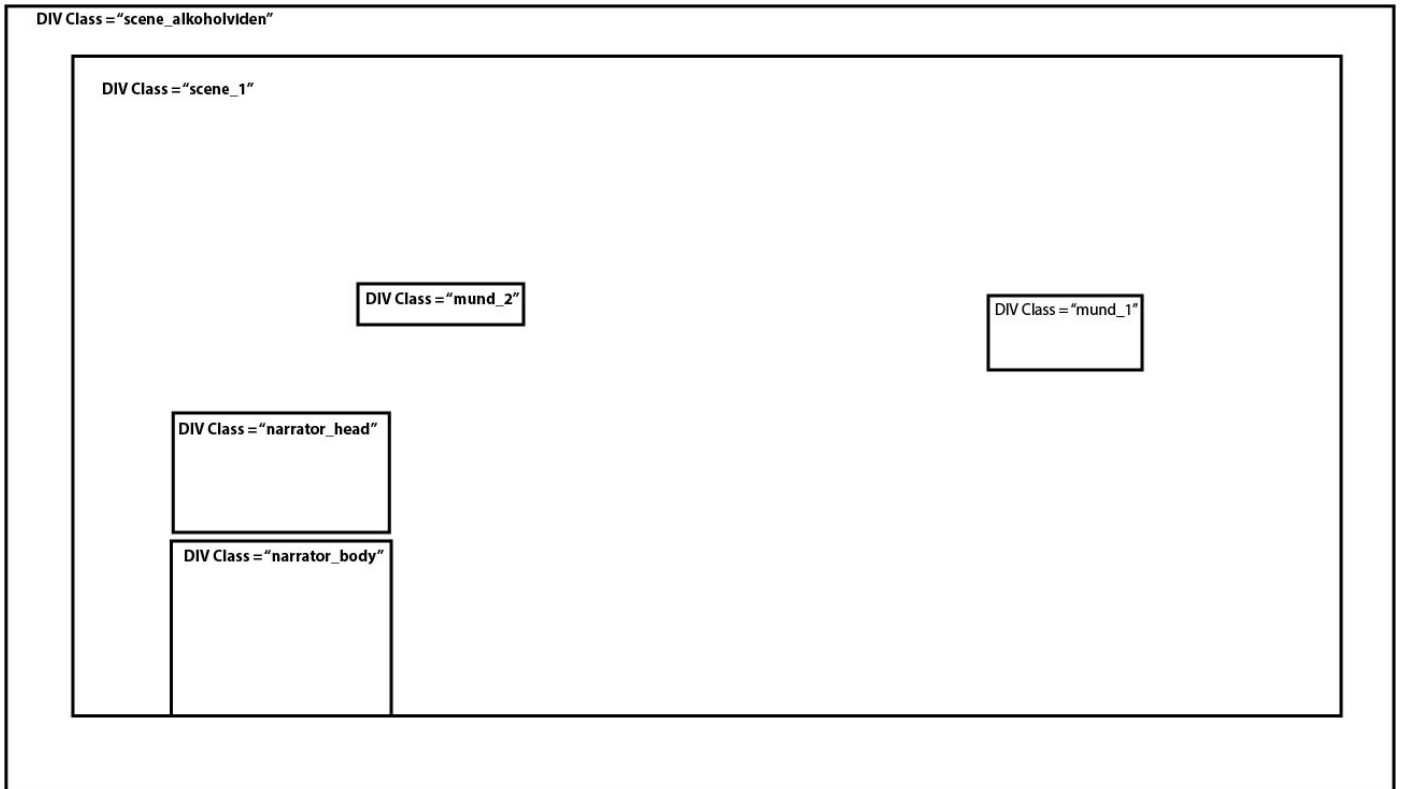 DIV Class =“scene_alkoholviden”
DIV Class =“scene_1”
DIV Class =“mund_2”
DIV Class =“mund_1”
DIV Class =“narrator_head”
DIV Class =“narrator_body”